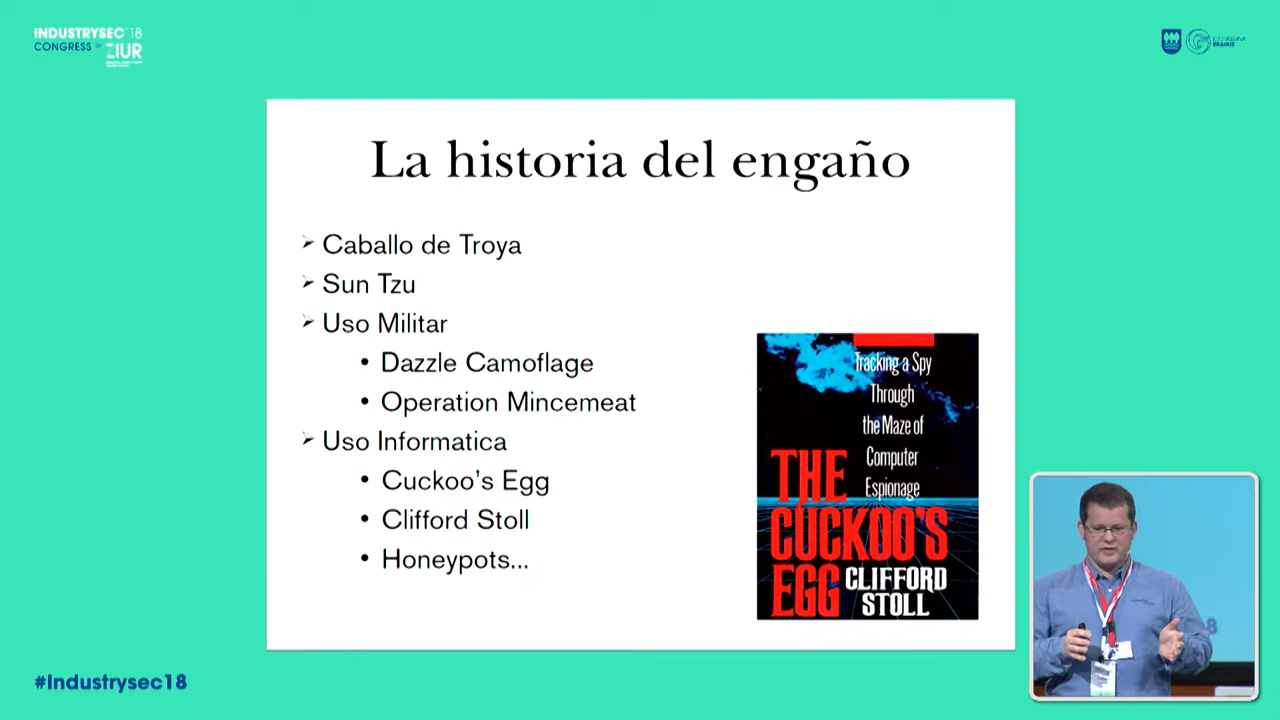 INDUSTRYSEC'18
CONGRESS BY ZIUR
La historia del engaño
Caballo de Troya
Sun Tzu
Uso Militar
Dazzle Camoflage
Operation Mincemeat
Uso Informatica
Cuckoo's Egg
Clifford Stoll
Honeypots...
Tracking a Spy
Through
the Maze of
Computer
Espionage
THE
CUCKOO'S
EGG
CLIFFORD
STOLL
8
#Industrysec18